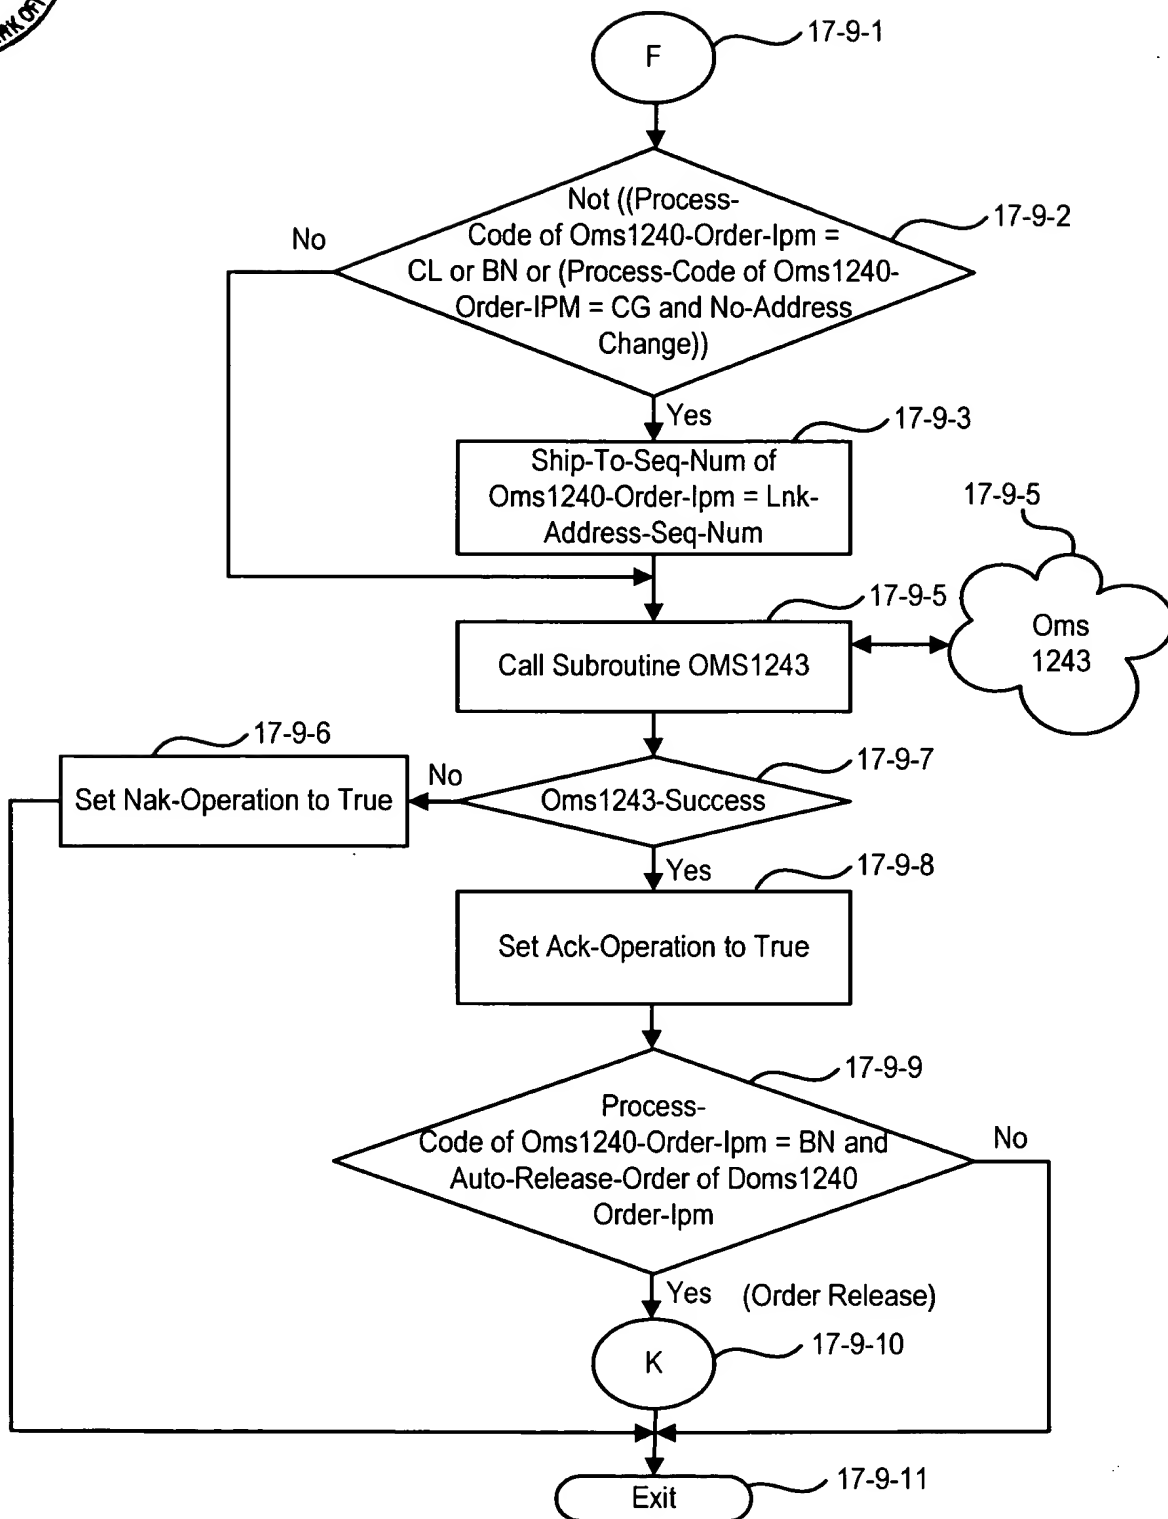 F
17-9-1
Not ((Process-
Code of Oms1240-Order-Ipm =
CL or BN or (Process-Code of Oms1240-
Order-IPM = CG and No-Address
Change))
17-9-2
No
Yes
17-9-3
Ship-To-Seq-Num of
Oms1240-Order-Ipm = Lnk-
Address-Seq-Num
17-9-5
Oms
1243
17-9-5
Call Subroutine OMS1243
17-9-6
Set Nak-Operation to True
No
17-9-7
Oms1243-Success
Yes
17-9-8
Set Ack-Operation to True
17-9-9
Process-
Code of Oms1240-Order-Ipm = BN and
Auto-Release-Order of Doms1240
Order-Ipm
No
Yes (Order Release)
K
17-9-10
17-9-11
Exit